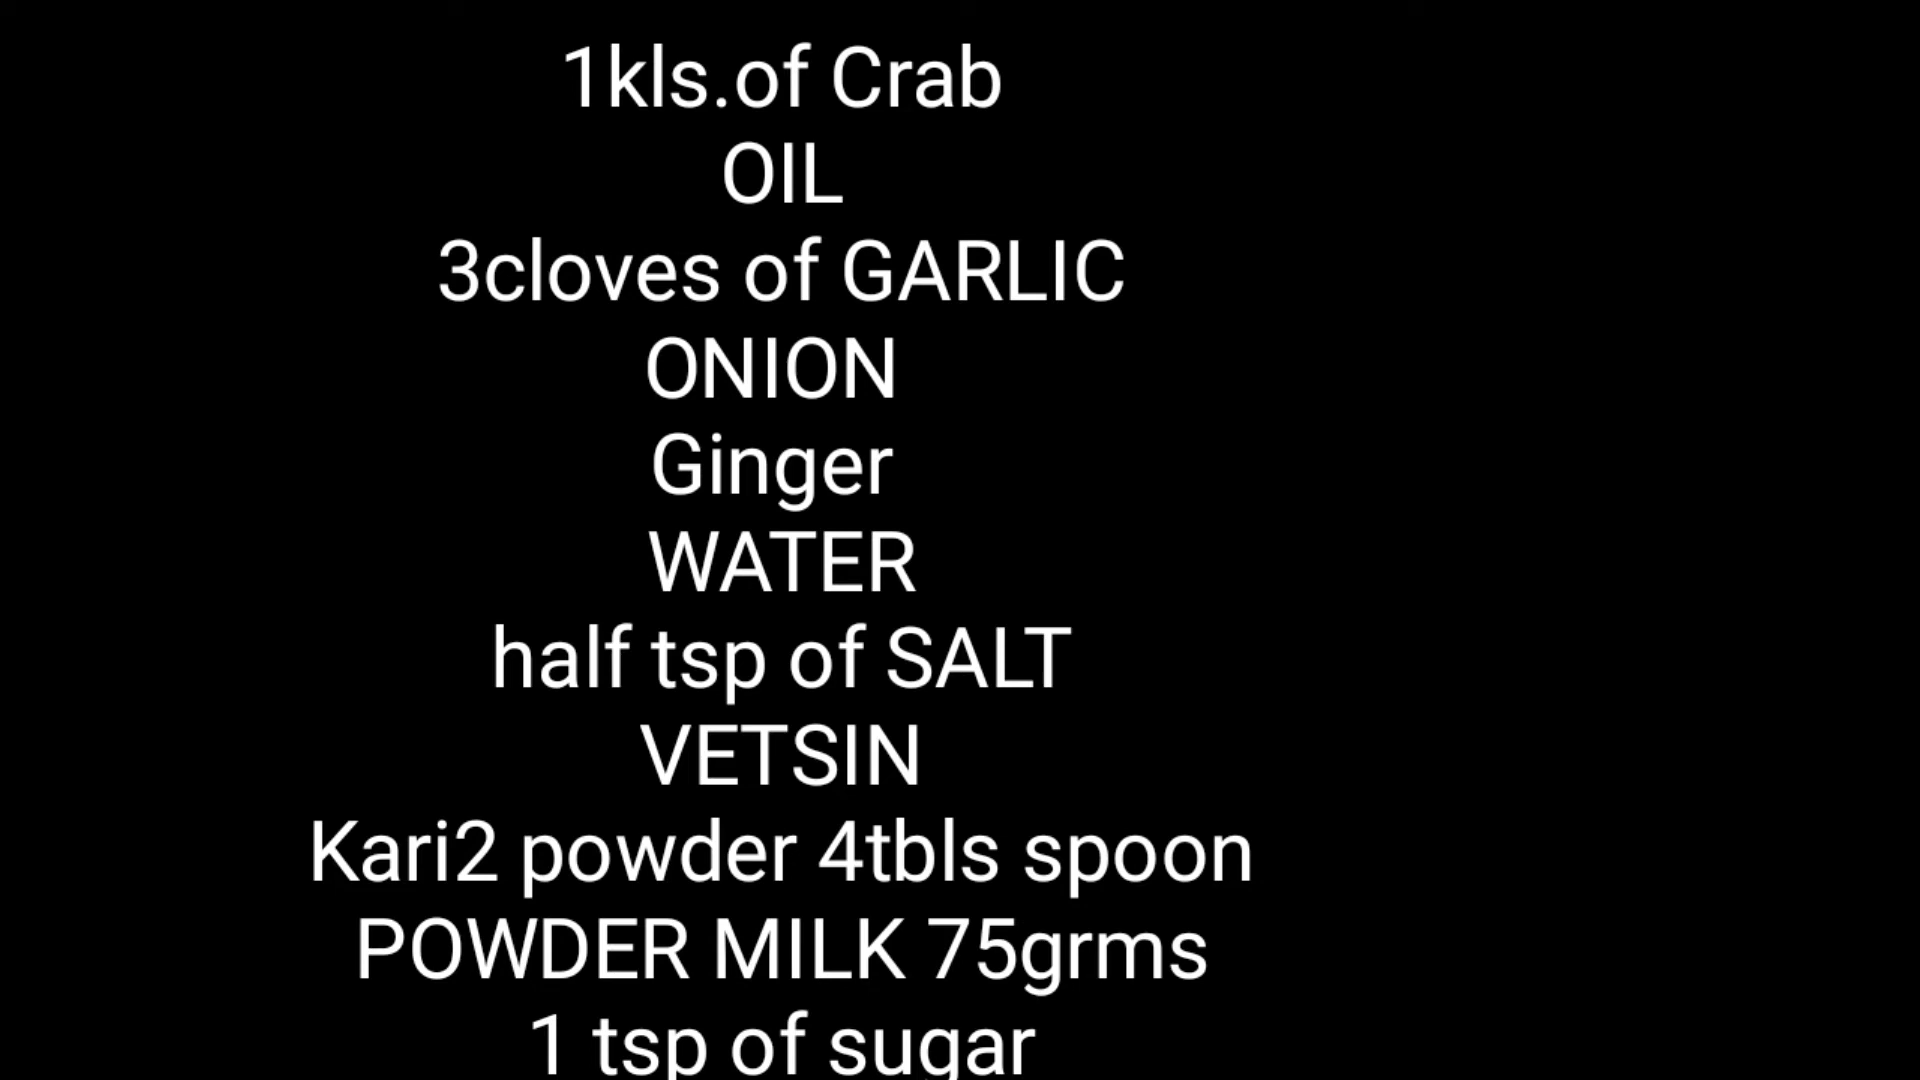 1kls.of Crab
OIL
3cloves of GARLIC
ONION
Ginger
WATER
half tsp of SALT
VETSIN
Kari2 powder 4tbls spoon
POWDER MILK 75grms
1 tsp of sugar